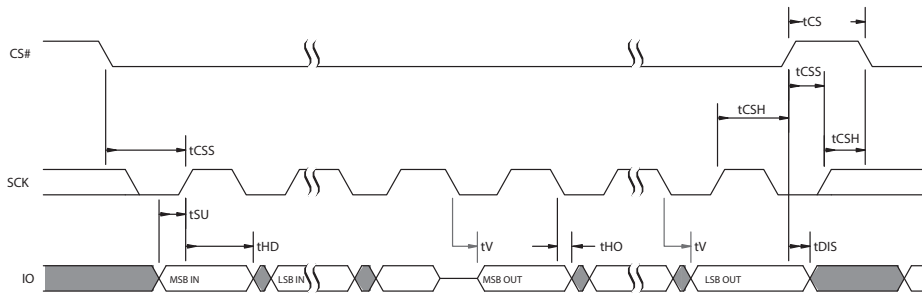 tCS
CS#
tCSS
tCSH
tCSS
tCSH
SCK
tSU
tHD
tV
tHO
tV
tDIS
IO
MSB IN
LSB IN
MSB OUT
LSB OUT